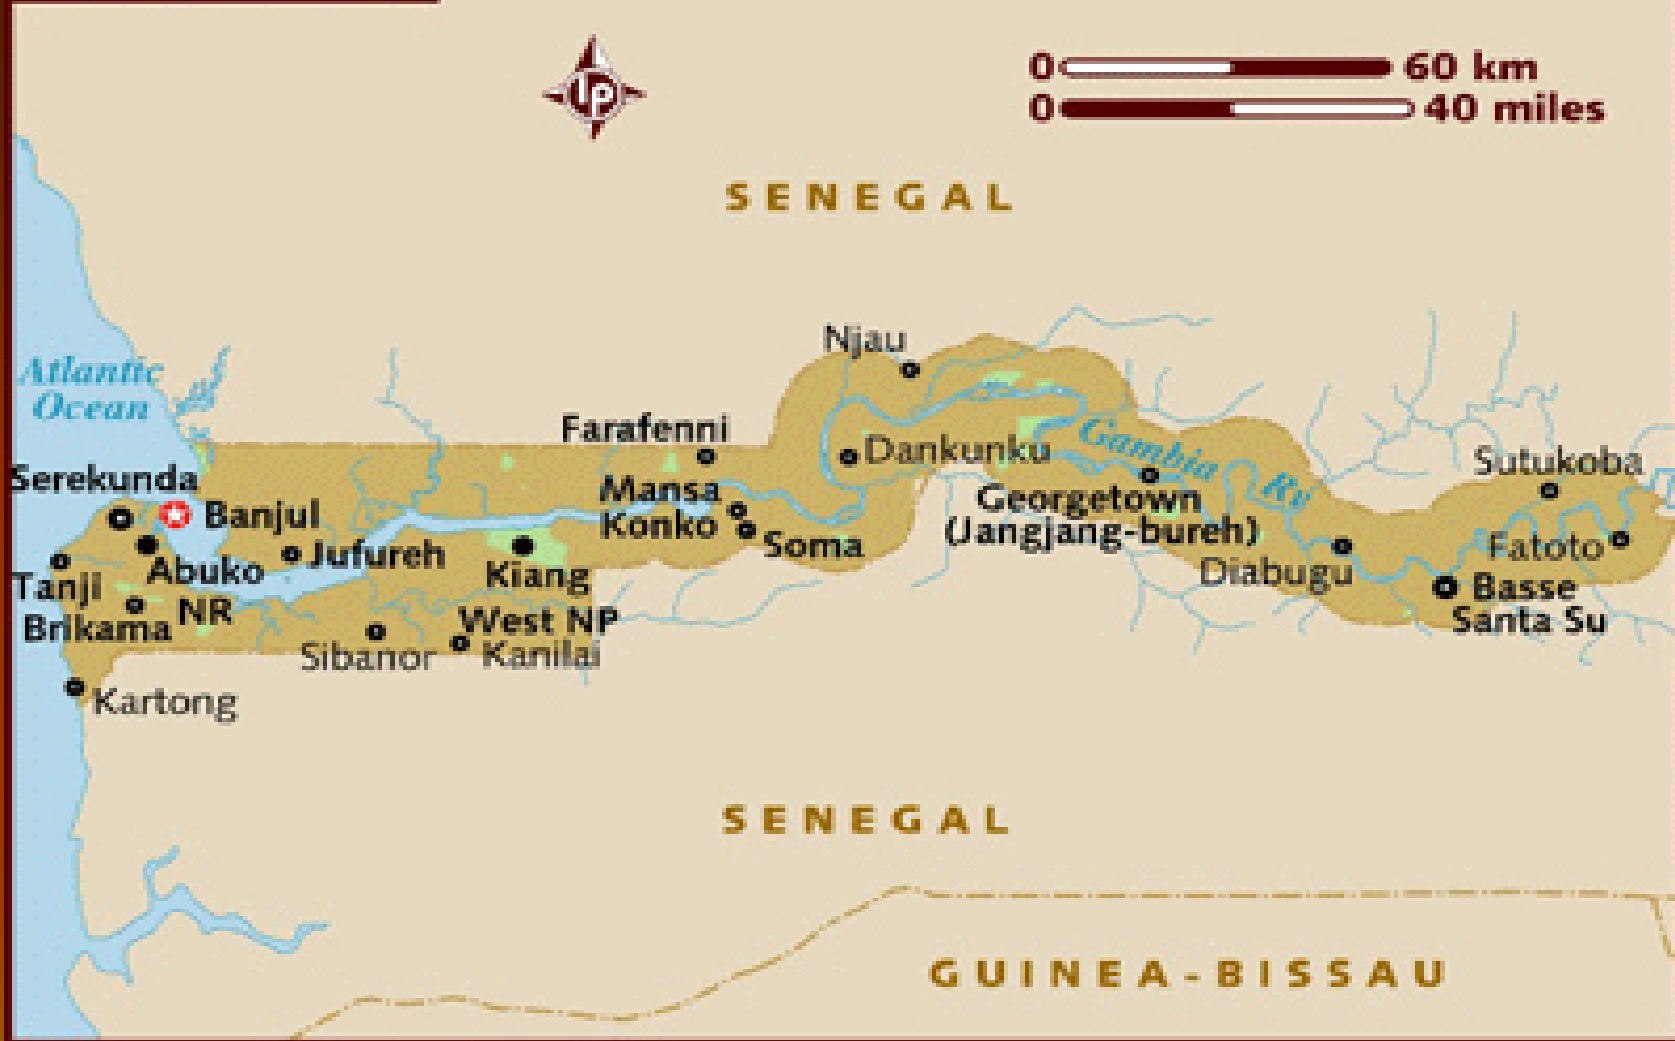 lp
0 60 km
0 40 miles
SENEGAL
Njau
Atlantic
Ocean
Farafenni
Dankunku
Gambia Rv
Sutukoba
Serekunda
Banjul
Mansa
Konko
Soma
Georgetown
(Jangjang-bureh)
Fatoto
Tanji
Abuko
NR
Jufureh
Kiang
West NP
Diabugu
Basse
Santa Su
Brikama
Sibanor
Kanilai
Kartong
SENEGAL
GUINEA-BISSAU